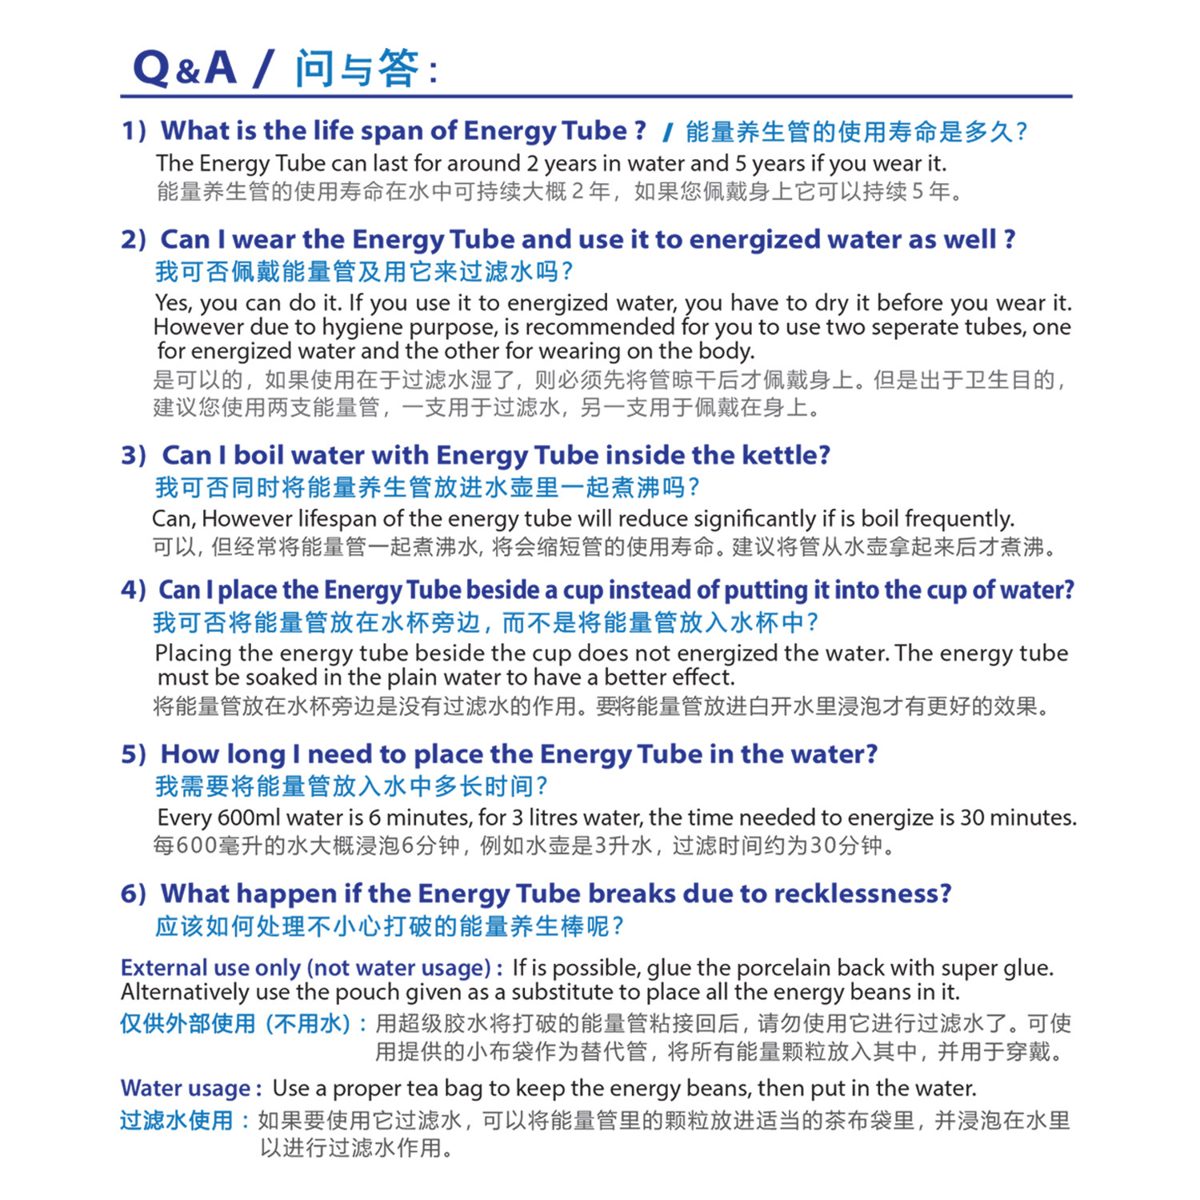 Q&A / 问与答:
1) What is the life span of Energy Tube ? / 能量养生管的使用寿命是多久?
The Energy Tube can last for around 2 years in water and 5 years if you wear it.
能量养生管的使用寿命在水中可持续大概 2 年，如果您佩戴身上它可以持续 5 年。
2) Can I wear the Energy Tube and use it to energized water as well ?
我可否佩戴能量管及用它来过滤水吗?
Yes, you can do it. If you use it to energized water, you have to dry it before you wear it.
However due to hygiene purpose, is recommended for you to use two seperate tubes, one
for energized water and the other for wearing on the body.
是可以的，如果使用在于过滤水湿了，则必须先将管晾干后才佩戴身上。但是出于卫生目的，
建议您使用两支能量管，一支用于过滤水，另一支用于佩戴在身上。
3) Can I boil water with Energy Tube inside the kettle?
我可否同时将能量养生管放进水壶里一起煮沸吗?
Can, However lifespan of the energy tube will reduce significantly if is boil frequently.
可以，但经常将能量管一起煮沸水，将会缩短管的使用寿命。建议将管从水壶拿起来后才煮沸。
4) Can I place the Energy Tube beside a cup instead of putting it into the cup of water?
我可否将能量管放在水杯旁边，而不是将能量管放入水杯中?
Placing the energy tube beside the cup does not energized the water. The energy tube
must be soaked in the plain water to have a better effect.
将能量管放在水杯旁边是没有过滤水的作用。要将能量管放进白开水里浸泡才有更好的效果。
5) How long I need to place the Energy Tube in the water?
我需要将能量管放入水中多长时间?
Every 600ml water is 6 minutes, for 3 litres water, the time needed to energize is 30 minutes.
每600毫升的水大概浸泡6分钟，例如水壶是3升水，过滤时间约为30分钟。
6) What happen if the Energy Tube breaks due to recklessness?
应该如何处理不小心打破的能量养生棒呢?
External use only (not water usage) : If is possible, glue the porcelain back with super glue.
Alternatively use the pouch given as a substitute to place all the energy beans in it.
仅供外部使用 (不用水) : 用超级胶水将打破的能量管粘接回后，请勿使用它进行过滤水了。可使
用提供的小布袋作为替代管，将所有能量颗粒放入其中，并用于穿戴。
Water usage : Use a proper tea bag to keep the energy beans, then put in the water.
过滤水使用 : 如果要使用它过滤水，可以将能量管里的颗粒放进适当的茶布袋里，并浸泡在水里
以进行过滤水作用。